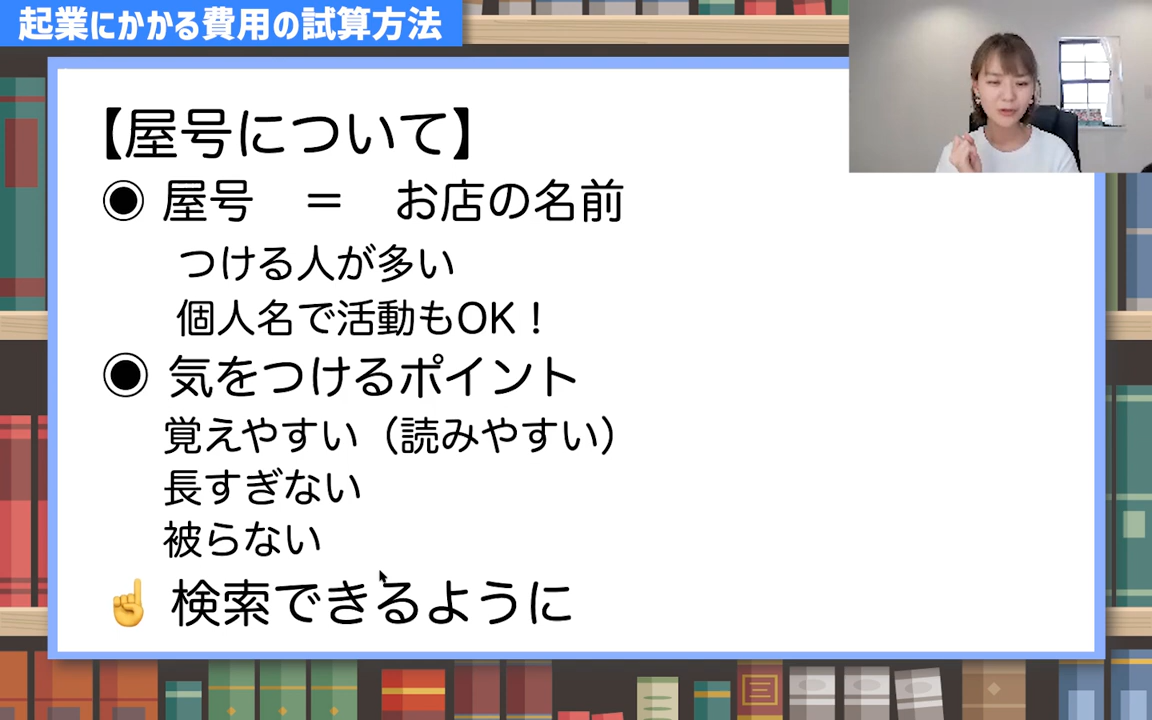 起業にかかる費用の試算方法
【屋号について】
◉ 屋号　＝　お店の名前
つける人が多い
個人名で活動もOK！
◉ 気をつけるポイント
覚えやすい（読みやすい）
長すぎない
被らない
☝ 検索できるように